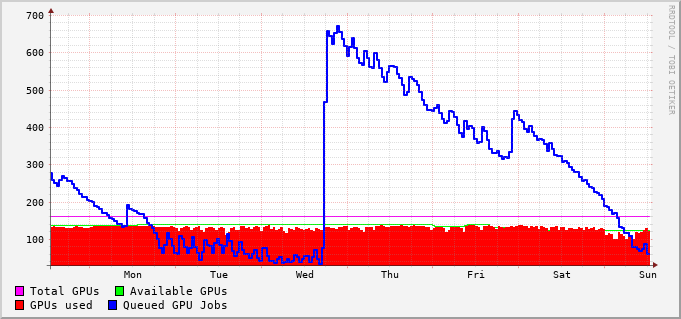 700
600
500
400
300
200
100
Mon Tue Wed Thu Fri Sat Sun
Total GPUs Available GPUs
GPUs used Queued GPU Jobs
RRDTOOL / TOBI OETIKER